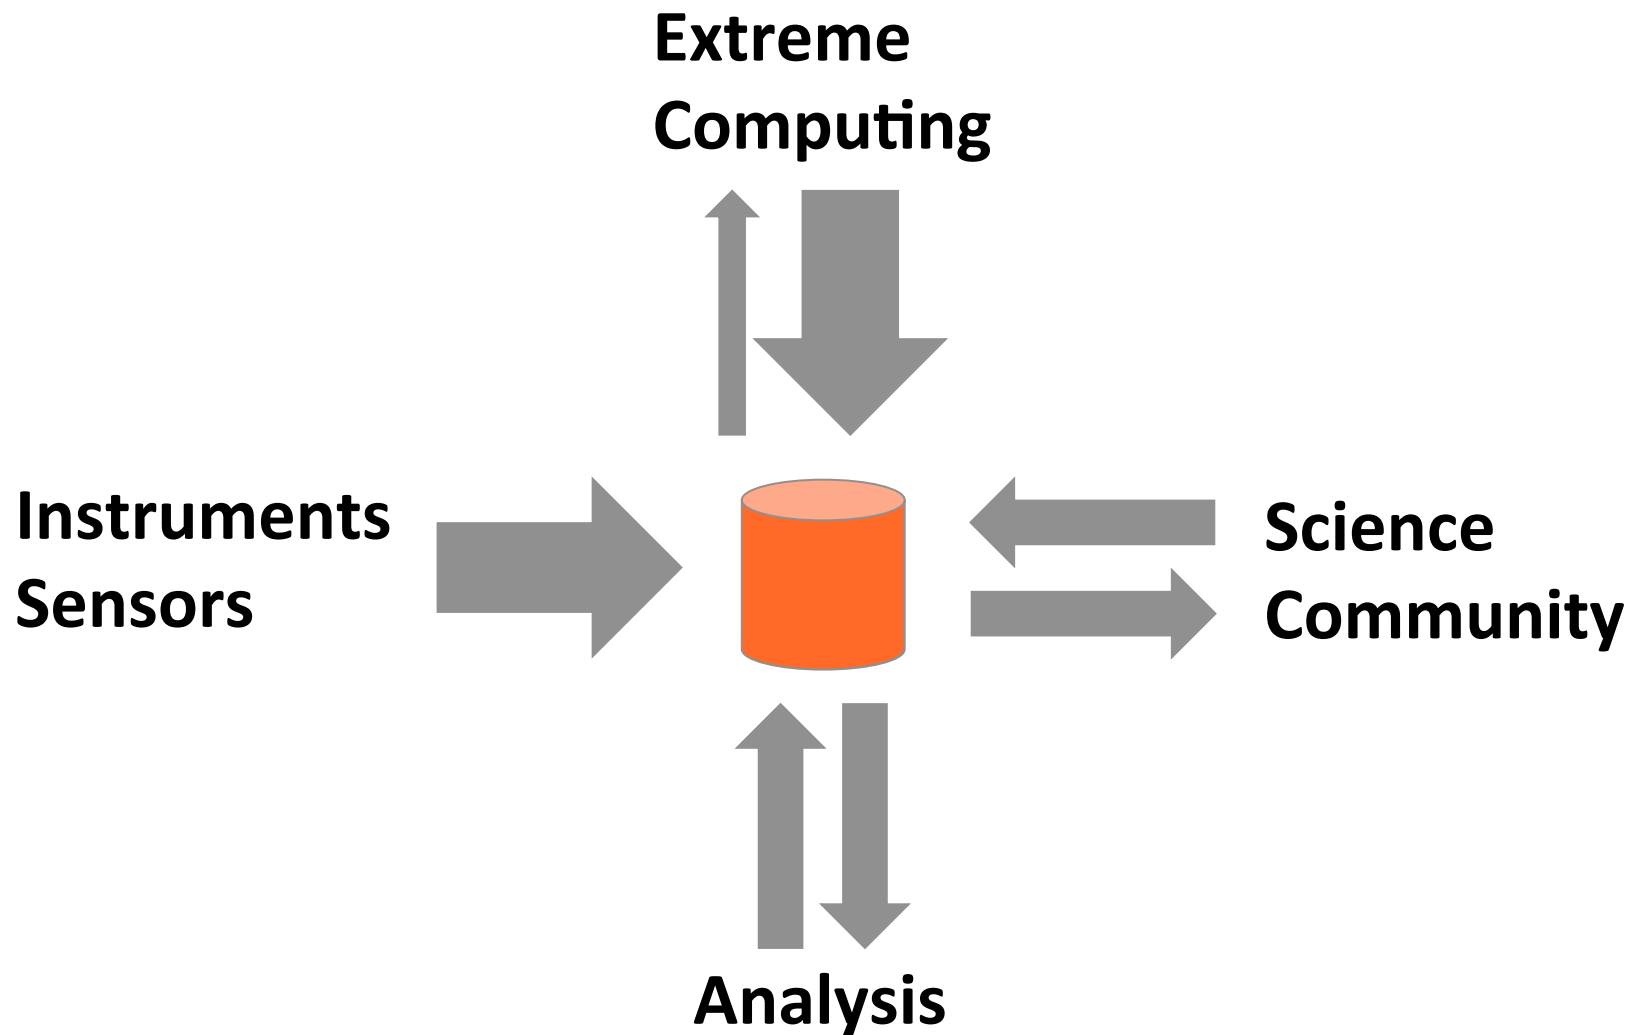 Extreme
Computing
Instruments
Sensors
Science
Community
Analysis